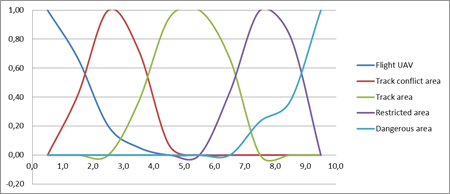 1,00
0,80
0,60
0,40
0,20
0,00
-0,20
0,0 1,0 2,0 3,0 4,0 5,0 6,0 7,0 8,0 9,0 10,0
Flight UAV
Track conflict area
Track area
Restricted area
Dangerous area